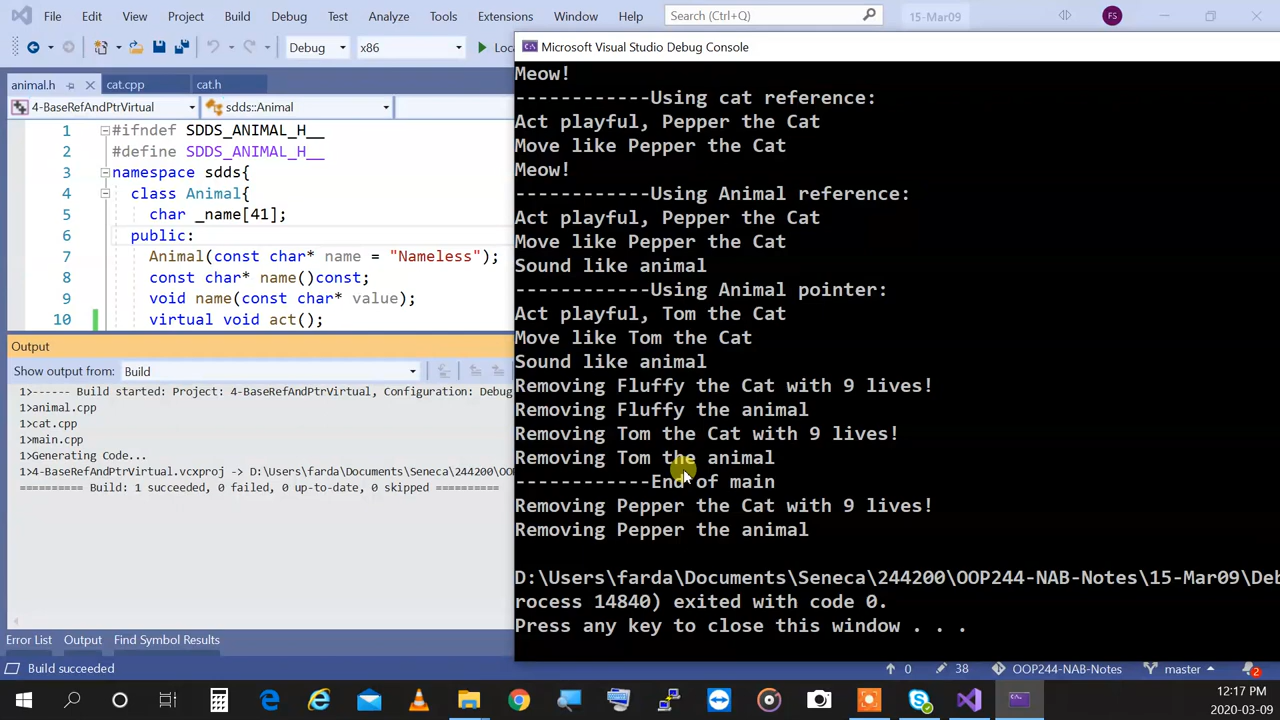 File Edit View Project Build Debug Test Analyze Tools Extensions Window Help Search (Ctrl+Q) 15-Mar09 FS
Debug x86 Loc
Microsoft Visual Studio Debug Console
animal.h cat.cpp cat.h
4-BaseRefAndPtrVirtual sdds::Animal
1 #ifndef SDDS_ANIMAL_H__
2 #define SDDS_ANIMAL_H__
3 namespace sdds{
4 class Animal{
5 char _name[41];
6 public:
7 Animal(const char* name = "Nameless");
8 const char* name()const;
9 void name(const char* value);
10 virtual void act();
Output
Show output from: Build
1>------ Build started: Project: 4-BaseRefAndPtrVirtual, Configuration: Debug
1>animal.cpp
1>cat.cpp
1>main.cpp
1>Generating Code...
1>4-BaseRefAndPtrVirtual.vcxproj -> D:\Users\farda\Documents\Seneca\244200\OO
========== Build: 1 succeeded, 0 failed, 0 up-to-date, 0 skipped ==========
Meow!
------------Using cat reference:
Act playful, Pepper the Cat
Move like Pepper the Cat
Meow!
------------Using Animal reference:
Act playful, Pepper the Cat
Move like Pepper the Cat
Sound like animal
------------Using Animal pointer:
Act playful, Tom the Cat
Move like Tom the Cat
Sound like animal
Removing Fluffy the Cat with 9 lives!
Removing Fluffy the animal
Removing Tom the Cat with 9 lives!
Removing Tom the animal
------------End of main
Removing Pepper the Cat with 9 lives!
Removing Pepper the animal
D:\Users\farda\Documents\Seneca\244200\OOP244-NAB-Notes\15-Mar09\Deb
rocess 14840) exited with code 0.
Press any key to close this window . . .
Error List Output Find Symbol Results
Build succeeded 0 38 OOP244-NAB-Notes master 2
12:17 PM
2020-03-09